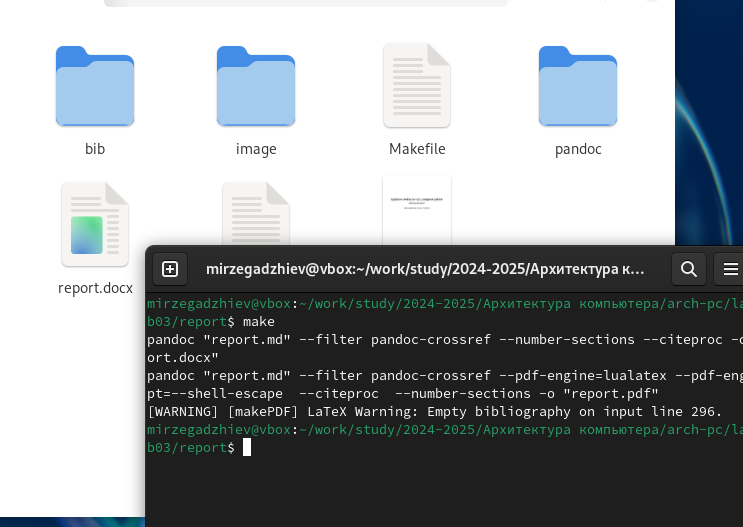 bib
image
Makefile
pandoc
report.docx
mirzegadzhiev@vbox:~/work/study/2024-2025/Архитектура к...
mirzegadzhiev@vbox:~/work/study/2024-2025/Архитектура компьютера/arch-pc/la
b03/report$ make
pandoc "report.md" --filter pandoc-crossref --number-sections --citeproc -o
ort.docx"
pandoc "report.md" --filter pandoc-crossref --pdf-engine=lualatex --pdf-eng
pt=--shell-escape  --citeproc  --number-sections -o "report.pdf"
[WARNING] [makePDF] LaTeX Warning: Empty bibliography on input line 296.
mirzegadzhiev@vbox:~/work/study/2024-2025/Архитектура компьютера/arch-pc/la
b03/report$